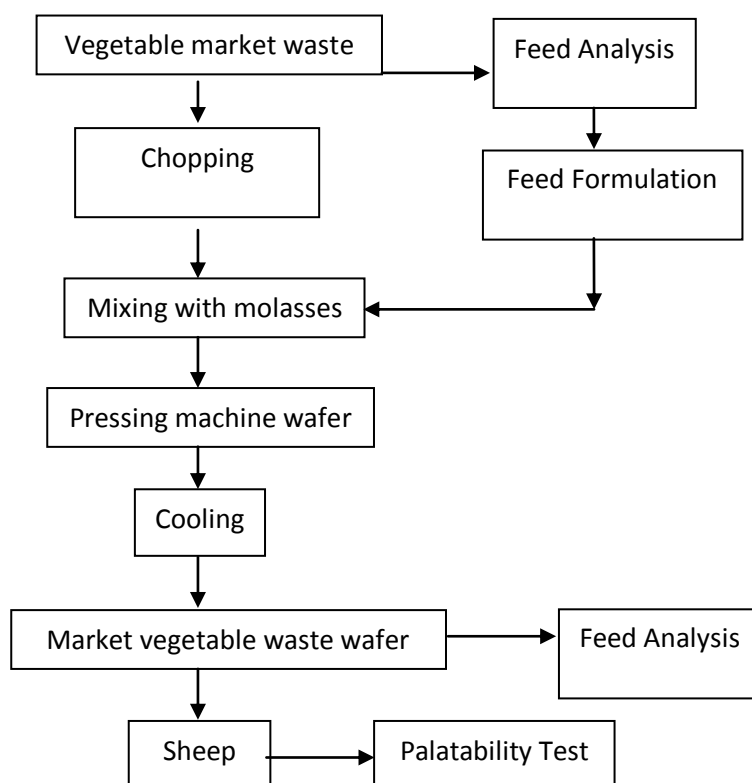 Vegetable market waste
Feed Analysis
Chopping
Feed Formulation
Mixing with molasses
Pressing machine wafer
Cooling
Market vegetable waste wafer
Feed Analysis
Sheep
Palatability Test